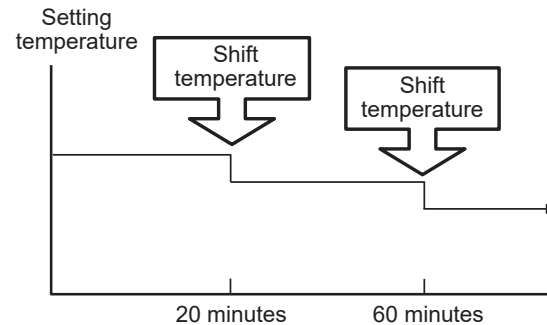 Setting
temperature
Shift
temperature
Shift
temperature
20 minutes
60 minutes